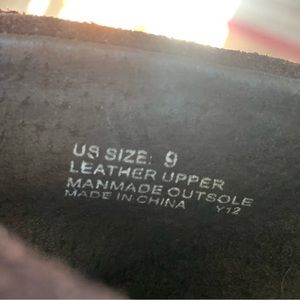 US SIZE: 9
LEATHER UPPER
MANMADE OUTSOLE
MADE IN CHINA Y12